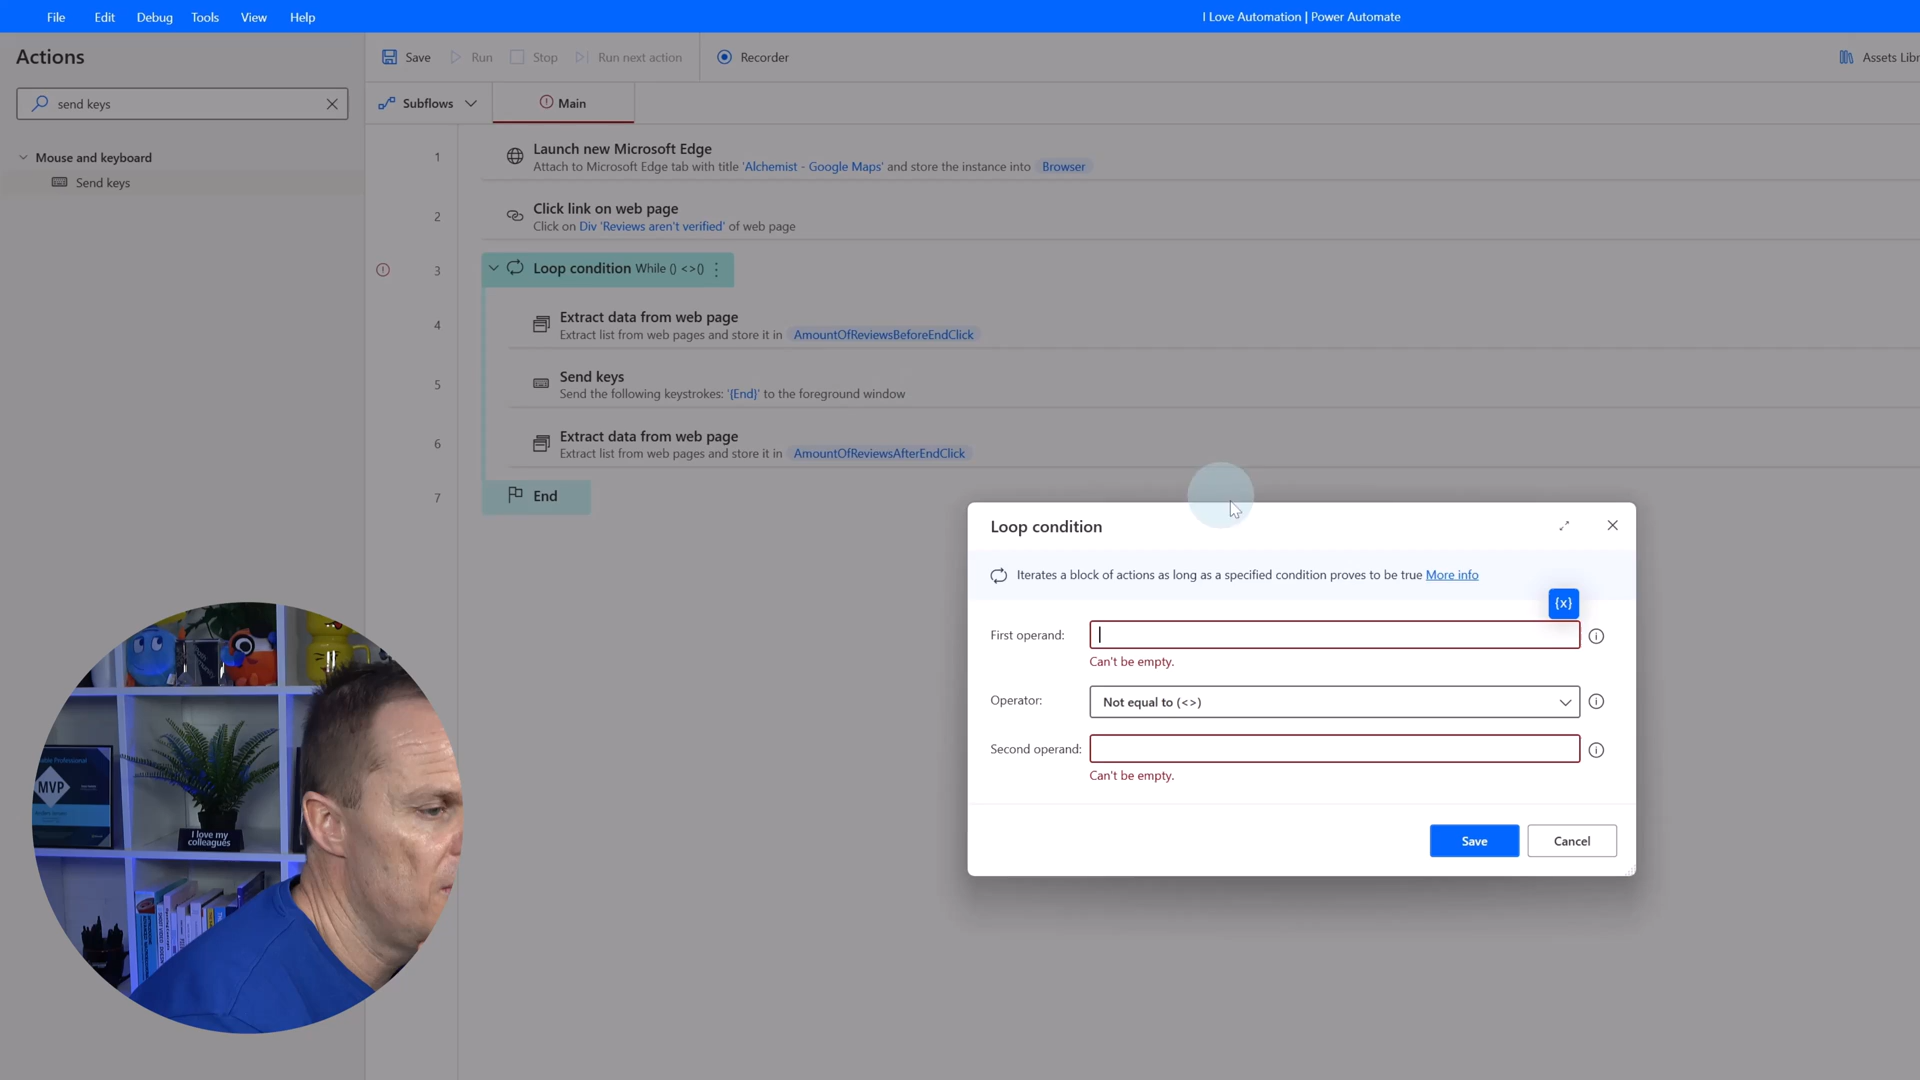 File Edit Debug Tools View Help
I Love Automation | Power Automate
Actions
Save Run Stop Run next action Recorder
Assets Libr
send keys
Subflows Main
Mouse and keyboard
Send keys
1 Launch new Microsoft Edge
Attach to Microsoft Edge tab with title 'Alchemist - Google Maps' and store the instance into Browser
2 Click link on web page
Click on Div 'Reviews aren't verified' of web page
3 Loop condition While () <>()
4 Extract data from web page
Extract list from web pages and store it in AmountOfReviewsBeforeEndClick
5 Send keys
Send the following keystrokes: '{End}' to the foreground window
6 Extract data from web page
Extract list from web pages and store it in AmountOfReviewsAfterEndClick
7 End
Loop condition
Iterates a block of actions as long as a specified condition proves to be true More info
{x}
First operand:
Can't be empty.
Operator: Not equal to (<>)
Second operand:
Can't be empty.
Save Cancel
MVP
I love my
colleagues